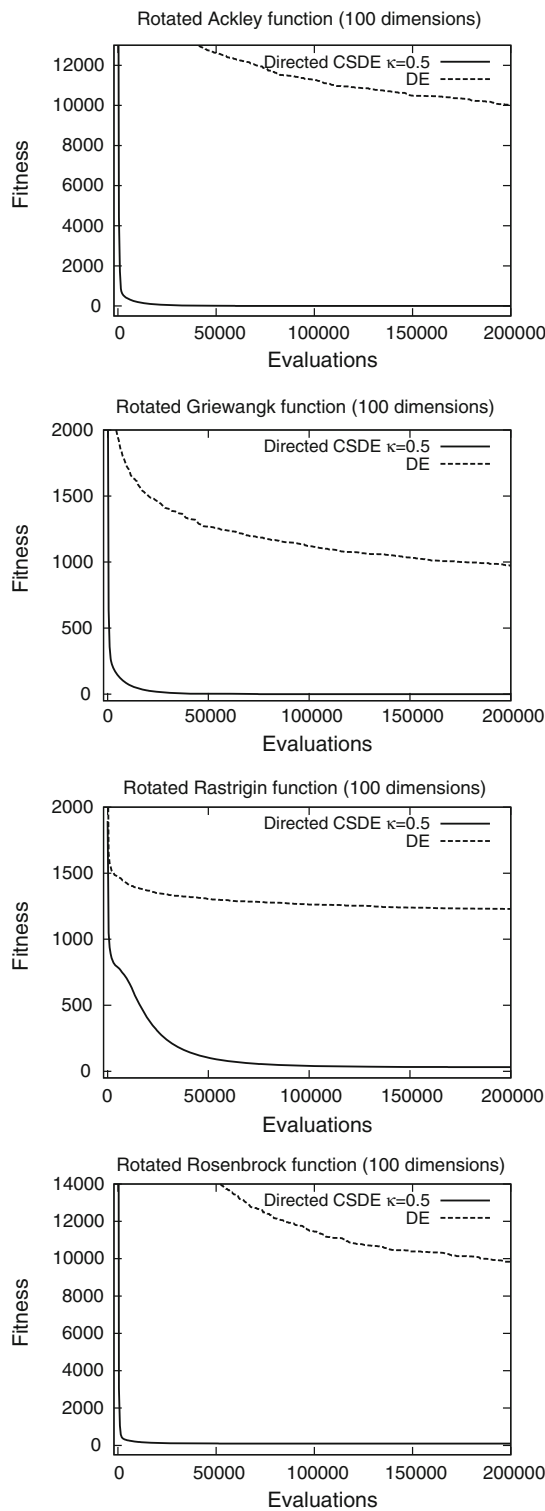 Rotated Ackley function (100 dimensions)
Directed CSDE κ=0.5
DE
12000
10000
8000
6000
4000
2000
0
Fitness
0 50000 100000 150000 200000
Evaluations
Rotated Griewangk function (100 dimensions)
Directed CSDE κ=0.5
DE
2000
1500
1000
500
0
Fitness
0 50000 100000 150000 200000
Evaluations
Rotated Rastrigin function (100 dimensions)
Directed CSDE κ=0.5
DE
2000
1500
1000
500
0
Fitness
0 50000 100000 150000 200000
Evaluations
Rotated Rosenbrock function (100 dimensions)
Directed CSDE κ=0.5
DE
14000
12000
10000
8000
6000
4000
2000
0
Fitness
0 50000 100000 150000 200000
Evaluations